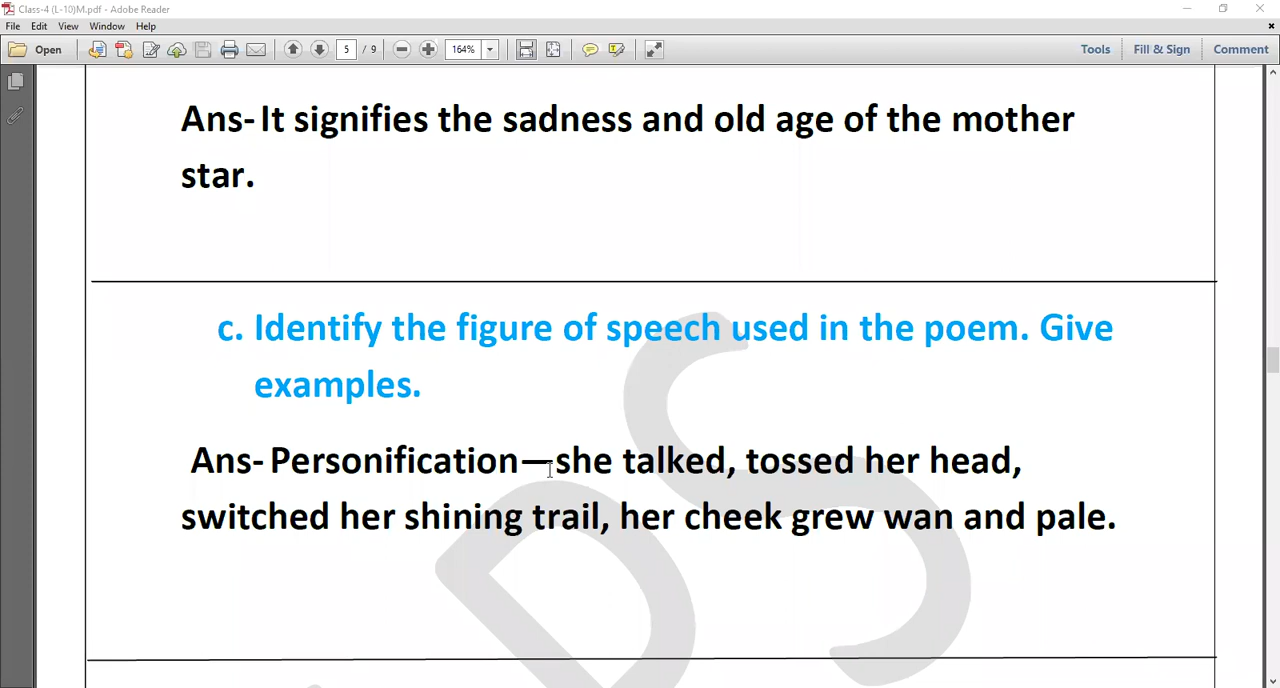 Class-4 (L-10)M.pdf - Adobe Reader
File Edit View Window Help
Open 5 / 9 164% Tools Fill & Sign Comment
Ans- It signifies the sadness and old age of the mother
star.
c. Identify the figure of speech used in the poem. Give
examples.
Ans- Personification—she talked, tossed her head,
switched her shining trail, her cheek grew wan and pale.
DS